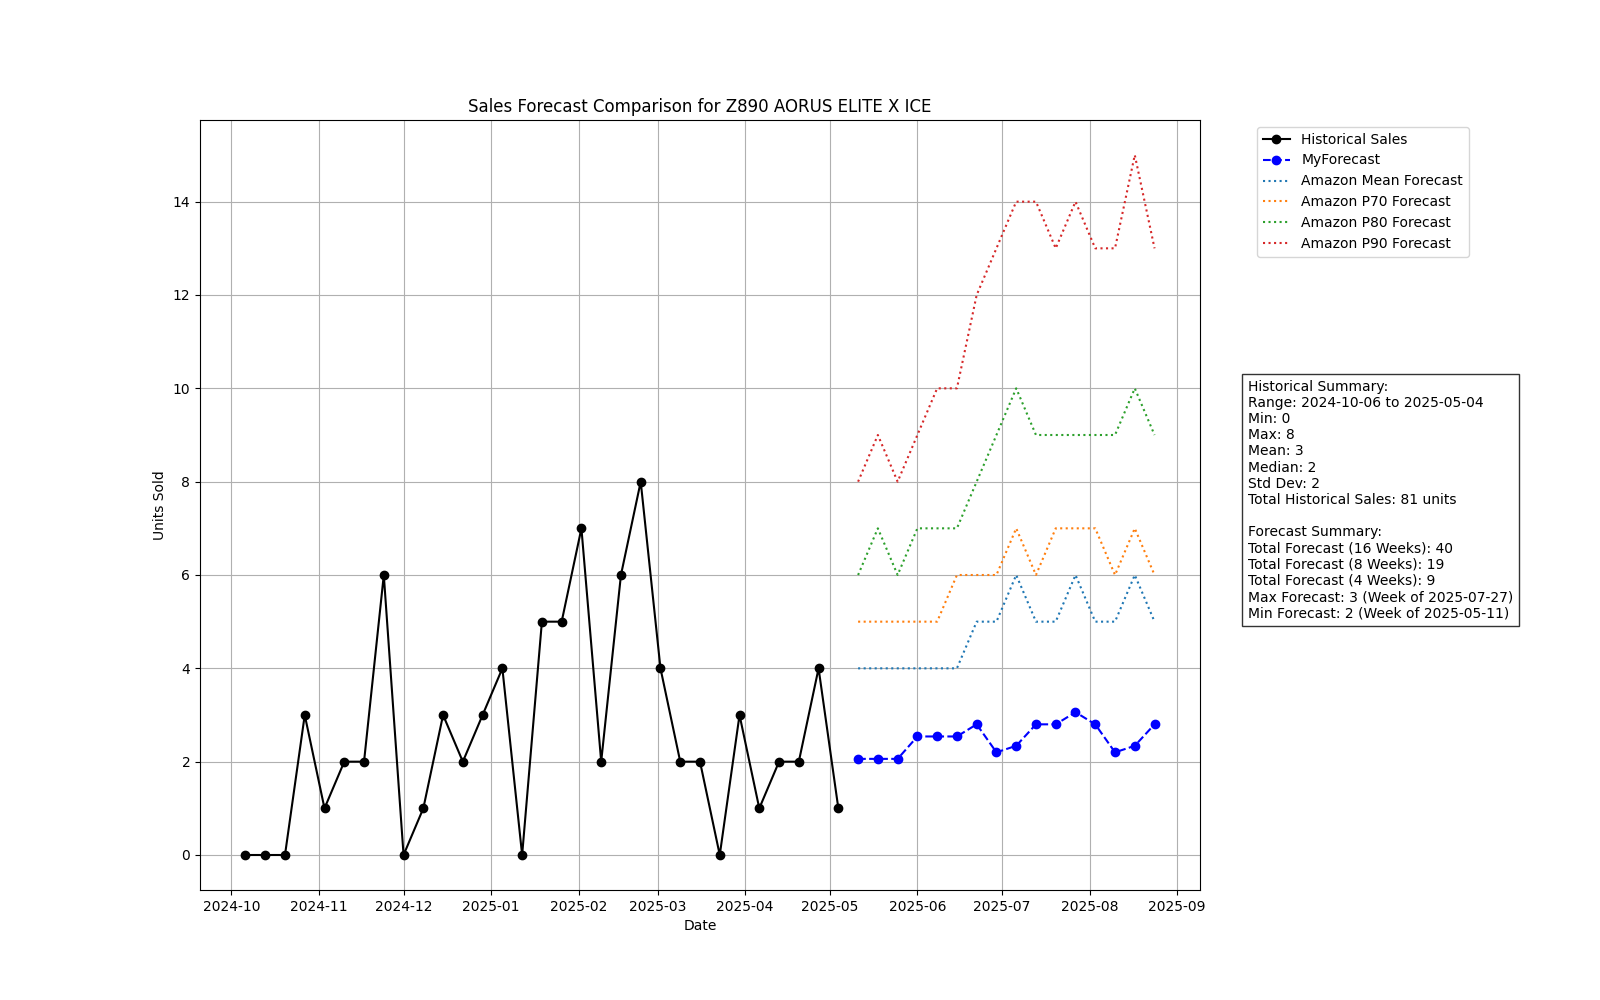 Sales Forecast Comparison for Z890 AORUS ELITE X ICE
Units Sold
14
12
10
8
6
4
2
0
2024-10 2024-11 2024-12 2025-01 2025-02 2025-03 2025-04 2025-05 2025-06 2025-07 2025-08 2025-09
Date
Historical Sales
MyForecast
Amazon Mean Forecast
Amazon P70 Forecast
Amazon P80 Forecast
Amazon P90 Forecast
Historical Summary:
Range: 2024-10-06 to 2025-05-04
Min: 0
Max: 8
Mean: 3
Median: 2
Std Dev: 2
Total Historical Sales: 81 units
Forecast Summary:
Total Forecast (16 Weeks): 40
Total Forecast (8 Weeks): 19
Total Forecast (4 Weeks): 9
Max Forecast: 3 (Week of 2025-07-27)
Min Forecast: 2 (Week of 2025-05-11)